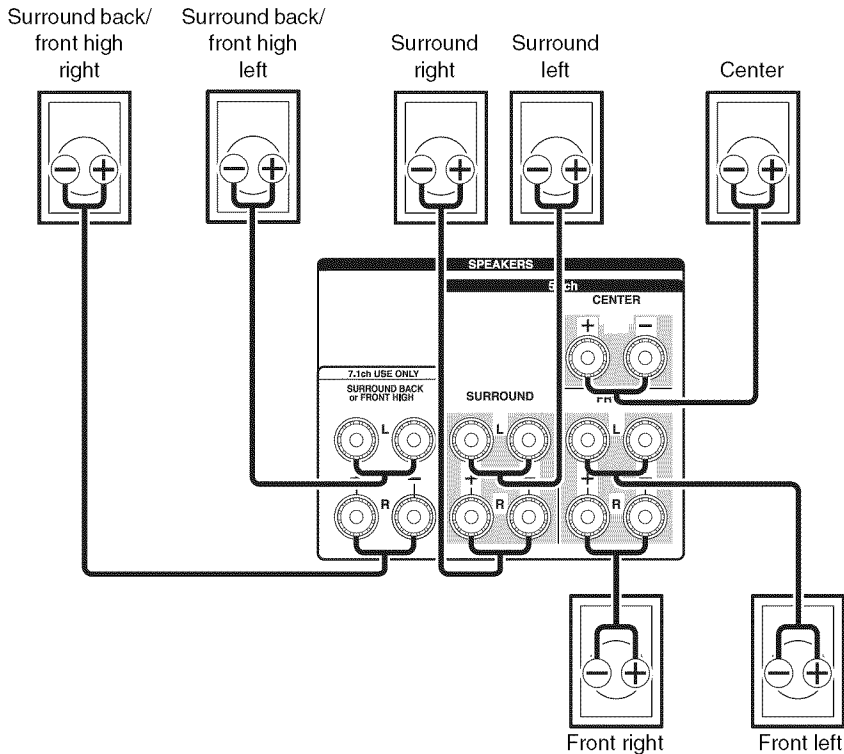 Surround back/
front high
right
Surround back/
front high
left
Surround
right
Surround
left
Center
− +
− +
− +
− +
− +
SPEAKERS
ch
CENTER
+ −
7.1ch USE ONLY
SURROUND BACK
or FRONT HIGH
SURROUND
L
L
L
+ −
+ −
+ −
R
R
R
− +
− +
Front right
Front left